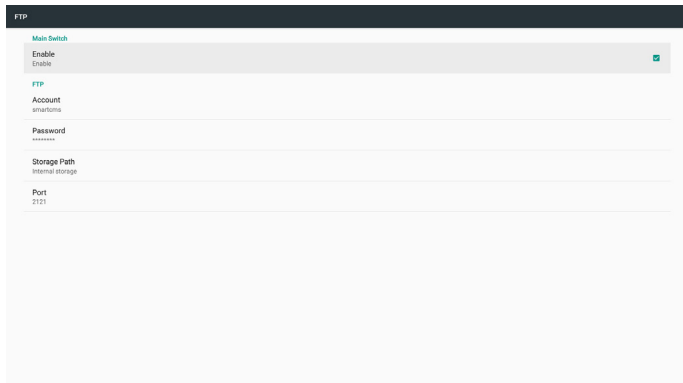 FTP
Main Switch
Enable
Enable
FTP
Account
smartcms
Password
********
Storage Path
Internal storage
Port
2121